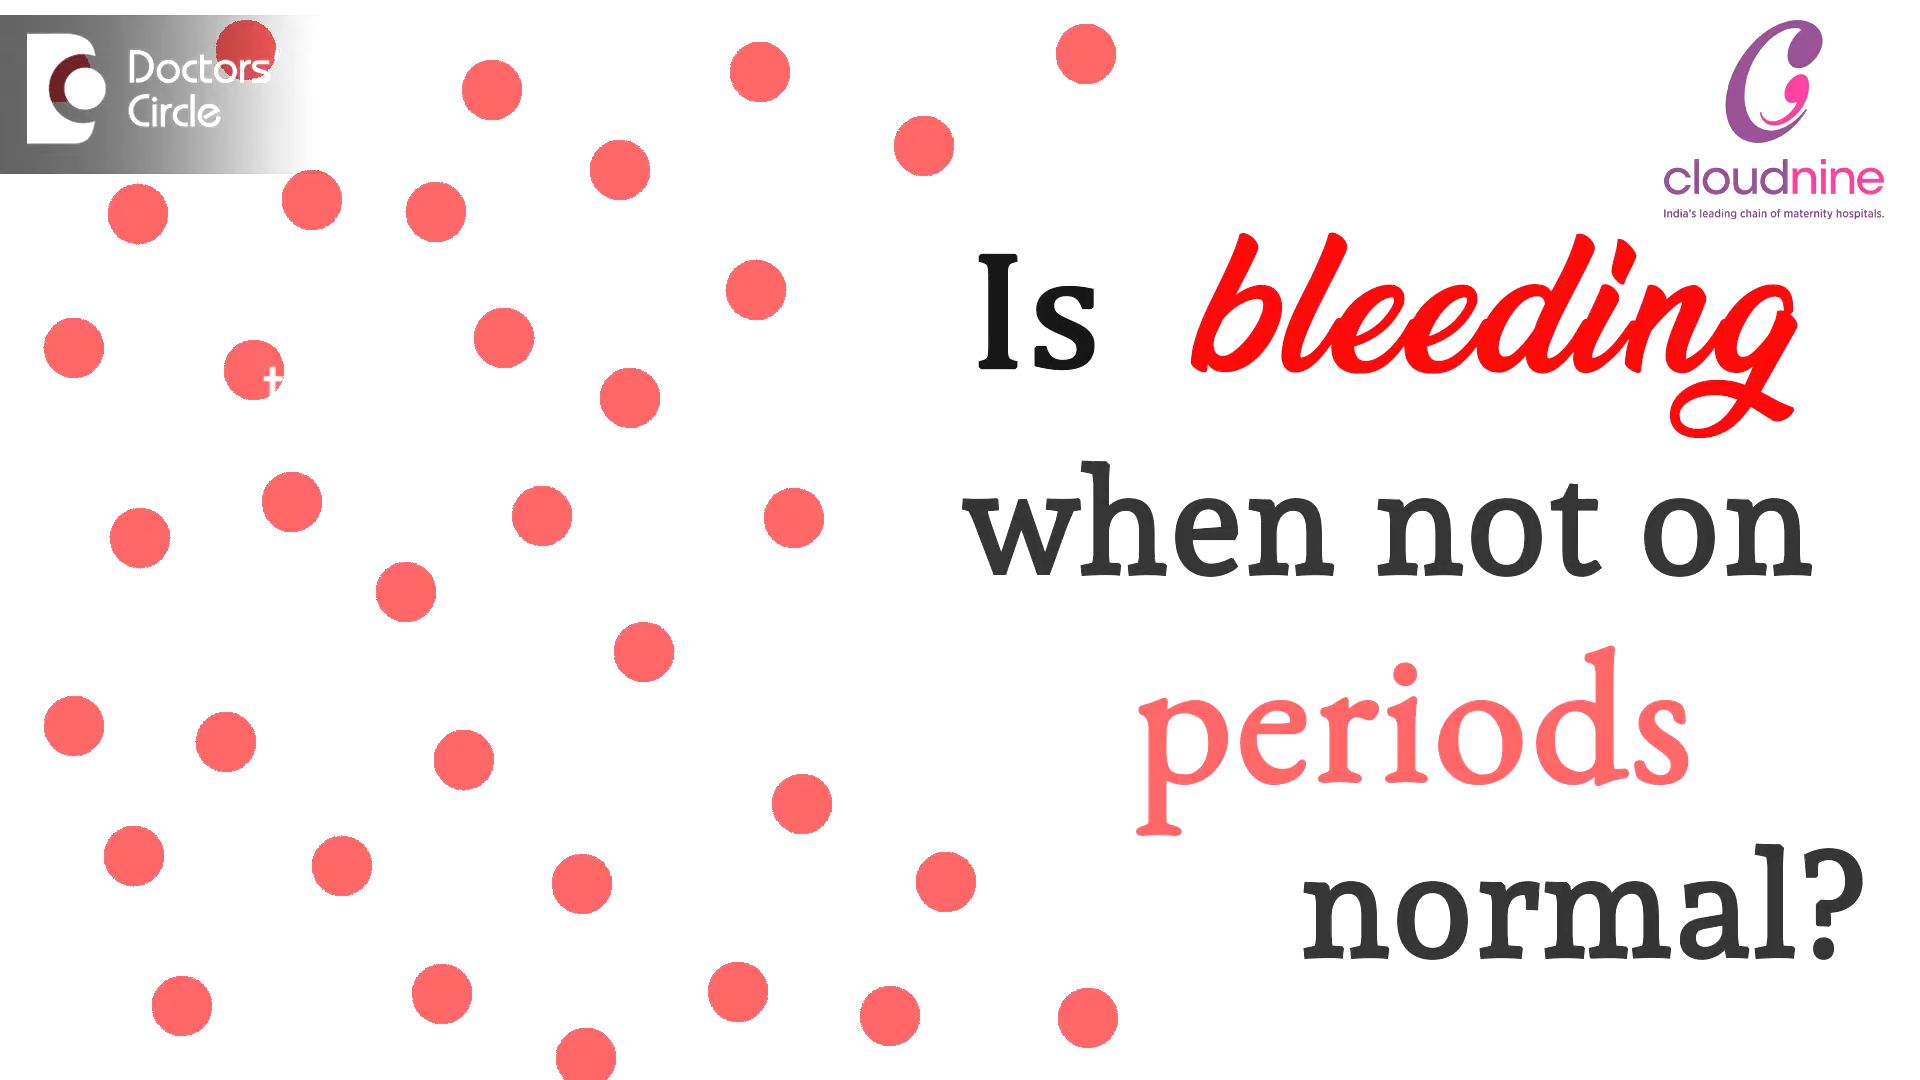 Doctors'
Circle
cloudnine
India's leading chain of maternity hospitals.
Is bleeding
when not on
periods
normal?